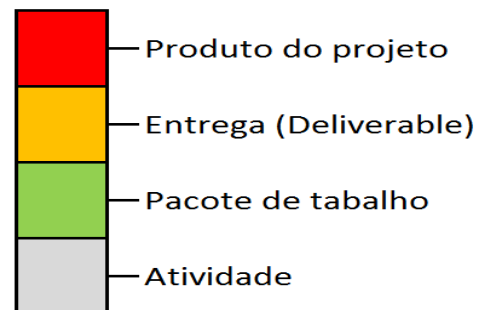 Produto do projeto
Entrega (Deliverable)
Pacote de tabalho
Atividade